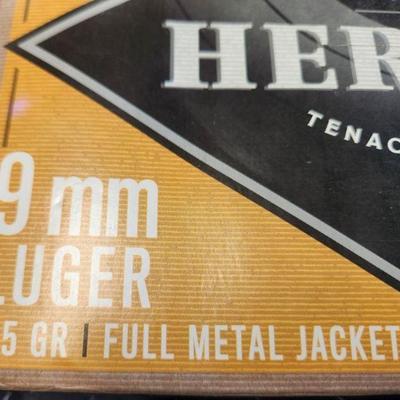 HER
TENAC
9 mm
LUGER
5 GR | FULL METAL JACKET